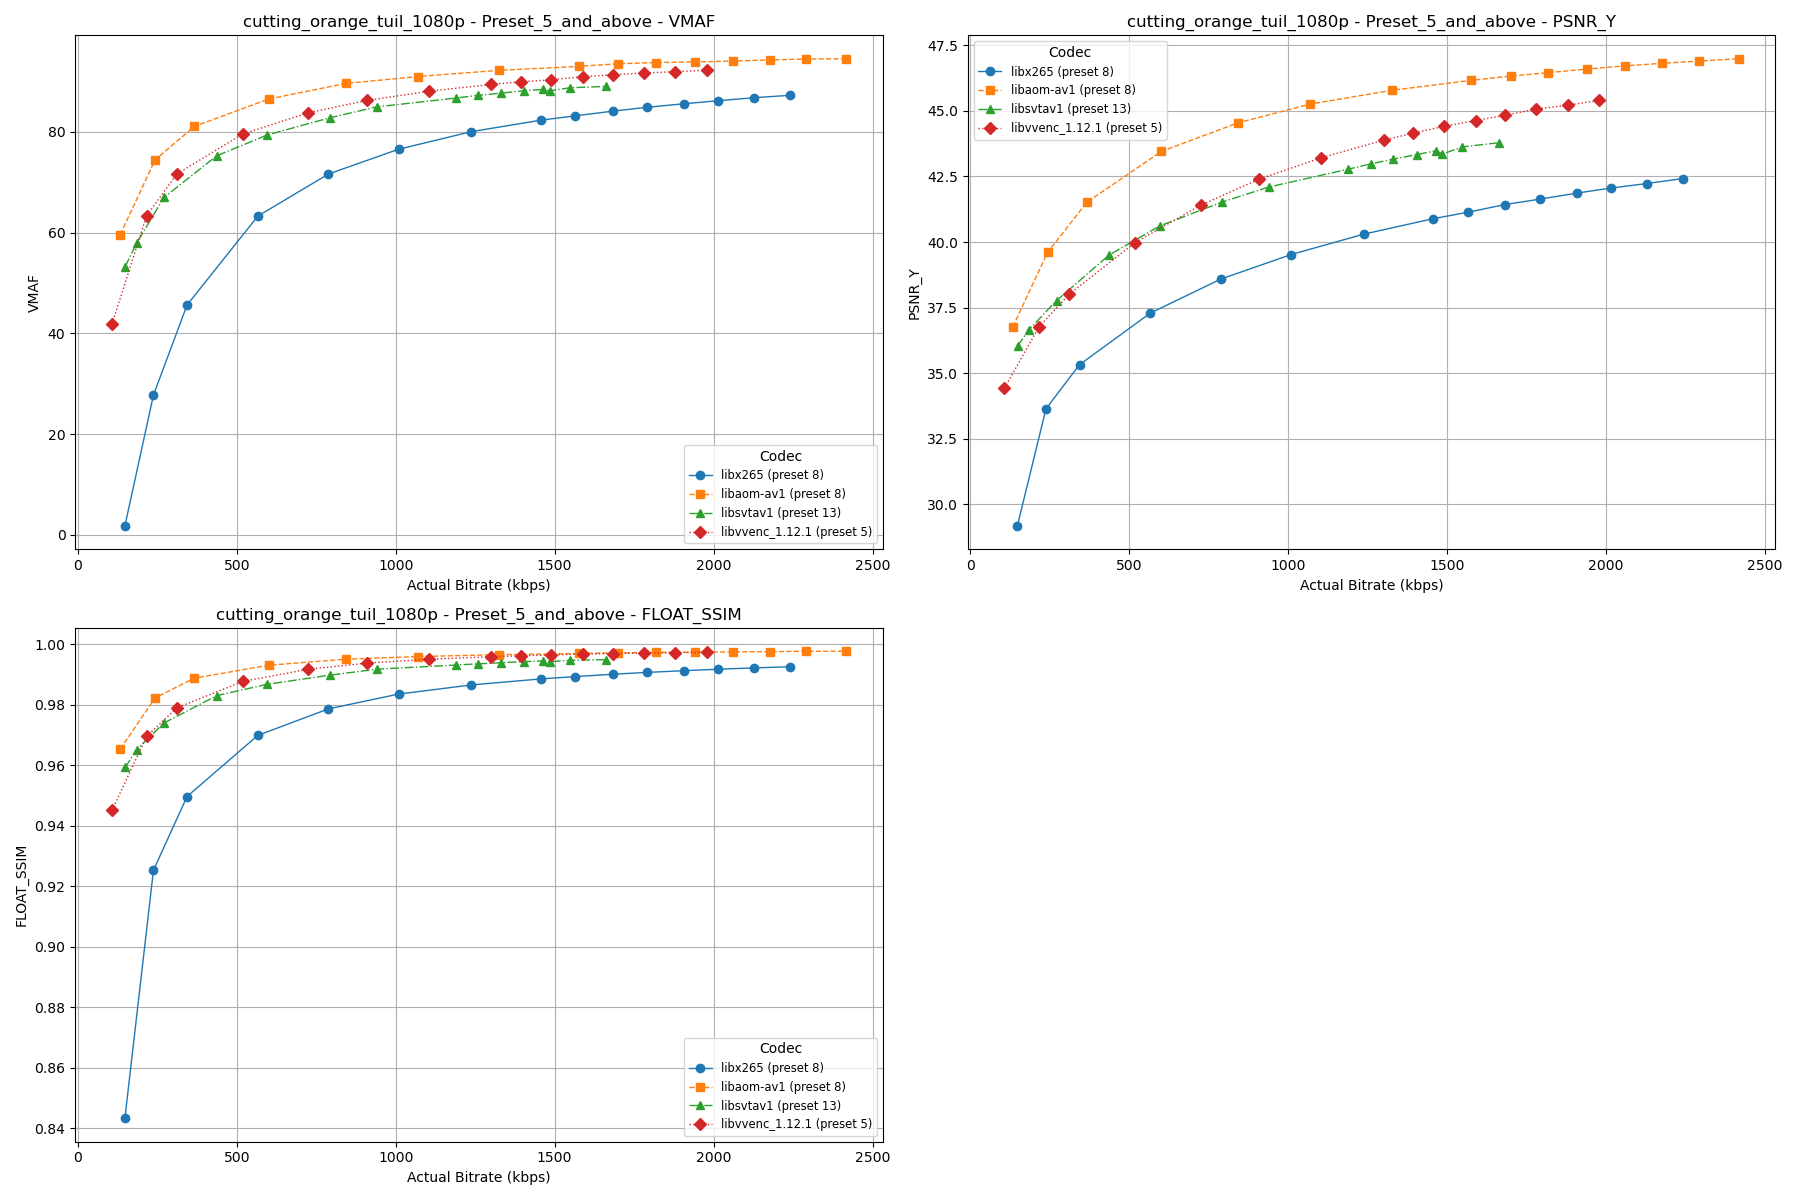 cutting_orange_tuil_1080p - Preset_5_and_above - VMAF
VMAF
80
60
40
20
0
0 500 1000 1500 2000 2500
Actual Bitrate (kbps)
Codec
libx265 (preset 8)
libaom-av1 (preset 8)
libsvtav1 (preset 13)
libvvenc_1.12.1 (preset 5)
cutting_orange_tuil_1080p - Preset_5_and_above - PSNR_Y
PSNR_Y
47.5
45.0
42.5
40.0
37.5
35.0
32.5
30.0
0 500 1000 1500 2000 2500
Actual Bitrate (kbps)
Codec
libx265 (preset 8)
libaom-av1 (preset 8)
libsvtav1 (preset 13)
libvvenc_1.12.1 (preset 5)
cutting_orange_tuil_1080p - Preset_5_and_above - FLOAT_SSIM
FLOAT_SSIM
1.00
0.98
0.96
0.94
0.92
0.90
0.88
0.86
0.84
0 500 1000 1500 2000 2500
Actual Bitrate (kbps)
Codec
libx265 (preset 8)
libaom-av1 (preset 8)
libsvtav1 (preset 13)
libvvenc_1.12.1 (preset 5)